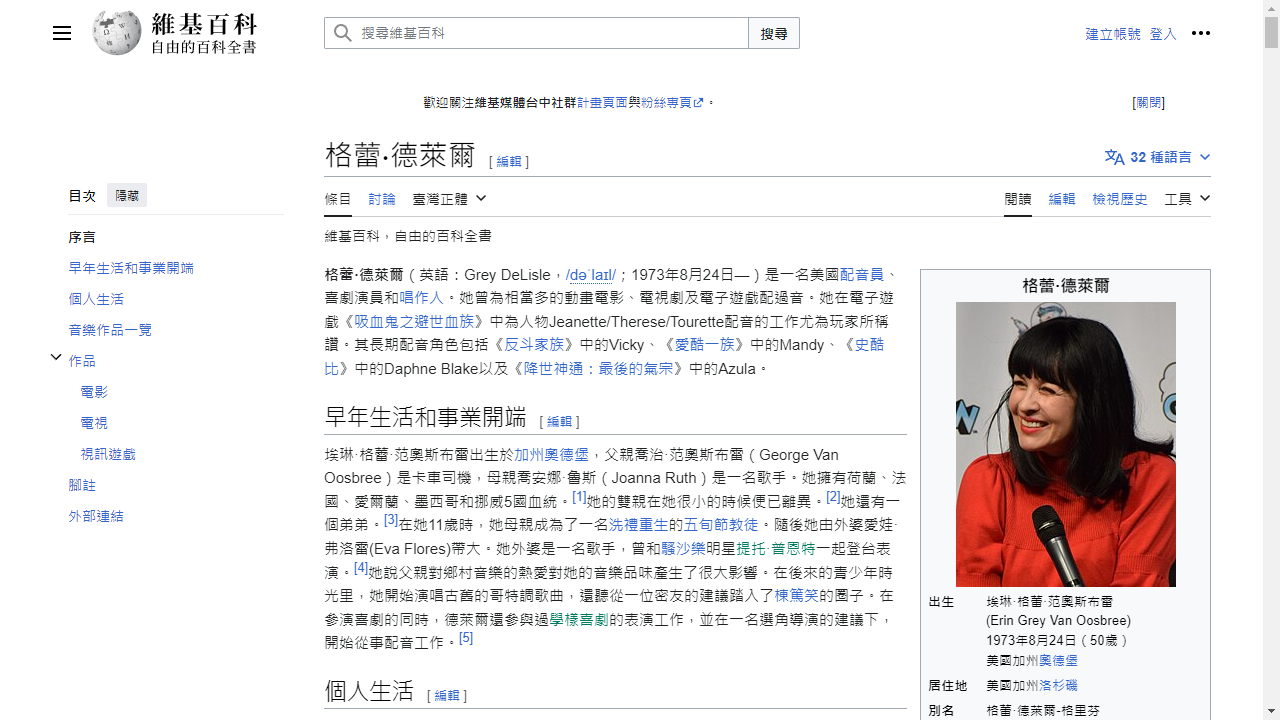 維基百科
自由的百科全書
搜尋維基百科
搜尋
建立帳號 登入
歡迎關注維基媒體台中社群計畫頁面與粉絲專頁。
[關閉]
格蕾·德萊爾 [ 編輯 ]
32 種語言
條目 討論 臺灣正體
閱讀 編輯 檢視歷史 工具
目次 隱藏
序言
早年生活和事業開端
個人生活
音樂作品一覽
作品
電影
電視
視訊遊戲
腳註
外部連結
維基百科，自由的百科全書
格蕾·德萊爾（英語：Grey DeLisle，/dəˈlaɪl/；1973年8月24日—）是一名美國配音員、
喜劇演員和唱作人。她曾為相當多的動畫電影、電視劇及電子遊戲配過音。她在電子遊
戲《吸血鬼之避世血族》中為人物Jeanette/Therese/Tourette配音的工作尤為玩家所稱
讚。其長期配音角色包括《反斗家族》中的Vicky、《愛酷一族》中的Mandy、《史酷
比》中的Daphne Blake以及《降世神通：最後的氣宗》中的Azula。
早年生活和事業開端 [ 編輯 ]
埃琳·格蕾·范奧斯布雷出生於加州奧德堡，父親喬治·范奧斯布雷（George Van
Oosbree）是卡車司機，母親喬安娜·魯斯（Joanna Ruth）是一名歌手。她擁有荷蘭、法
國、愛爾蘭、墨西哥和挪威5國血統。[1]她的雙親在她很小的時候便已離異。[2]她還有一
個弟弟。[3]在她11歲時，她母親成為了一名洗禮重生的五旬節教徒。隨後她由外婆愛娃·
弗洛雷(Eva Flores)帶大。她外婆是一名歌手，曾和騷沙樂明星提托·普恩特一起登台表
演。[4]她說父親對鄉村音樂的熱愛對她的音樂品味產生了很大影響。在後來的青少年時
光里，她開始演唱古舊的哥特調歌曲，還聽從一位密友的建議踏入了棟篤笑的圈子。在
參演喜劇的同時，德萊爾還參與過學樣喜劇的表演工作，並在一名選角導演的建議下，
開始從事配音工作。[5]
個人生活 [ 編輯 ]
格蕾·德萊爾
出生 埃琳·格蕾·范奧斯布雷
(Erin Grey Van Oosbree)
1973年8月24日（50歲）
美國加州奧德堡
居住地 美國加州洛杉磯
別名 格蕾·德萊爾-格里芬